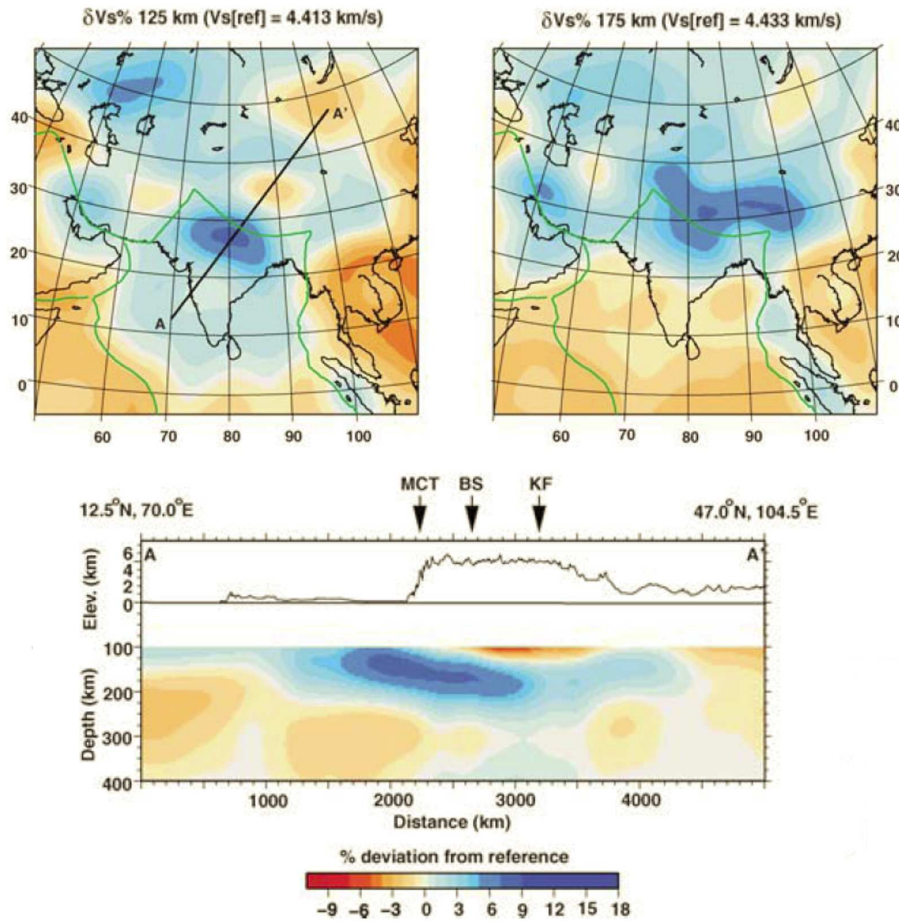 δVs% 125 km (Vs[ref] = 4.413 km/s)
δVs% 175 km (Vs[ref] = 4.433 km/s)
40
30
20
10
0
A'
A
60
70
80
90
100
40
30
20
10
0
60
70
80
90
100
12.5°N, 70.0°E
MCT
BS
KF
47.0°N, 104.5°E
A
A'
Elev. (km)
6
4
2
0
Depth (km)
100
200
300
400
1000
2000
3000
4000
Distance (km)
% deviation from reference
-9 -6 -3 0 3 6 9 12 15 18